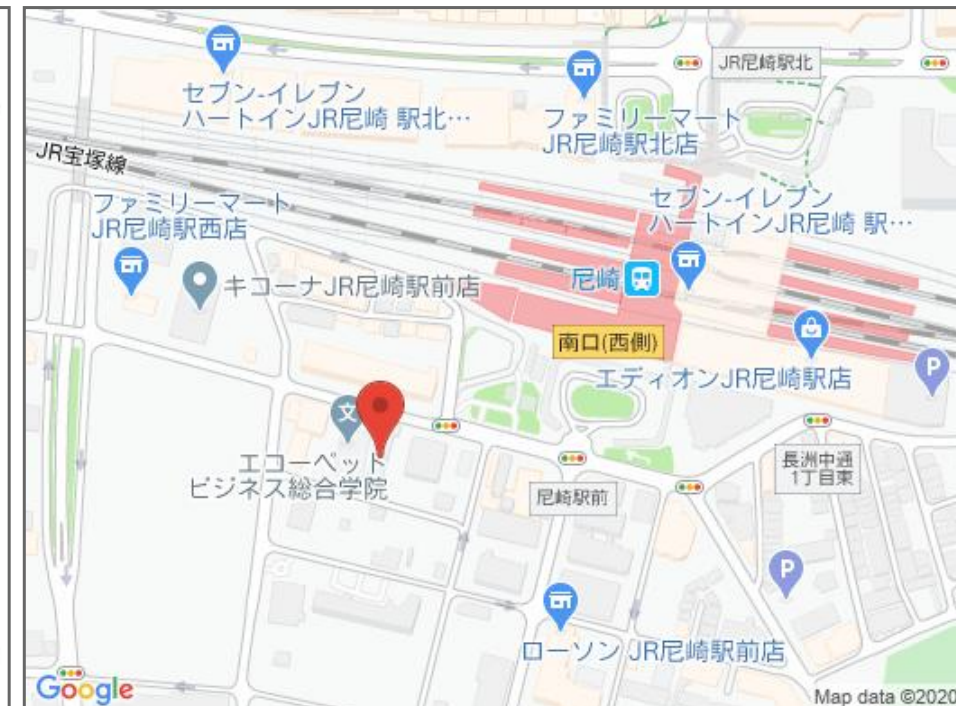 JR尼崎駅北
セブン-イレブン
ハートインJR尼崎 駅北…
ファミリーマート
JR尼崎駅北店
JR宝塚線
セブン-イレブン
ハートインJR尼崎 駅…
ファミリーマート
JR尼崎駅西店
キコーナJR尼崎駅前店
尼崎
南口(西側)
エディオンJR尼崎駅店
P
文
エコーペット
ビジネス総合学院
長洲中通
1丁目東
尼崎駅前
P
ローソン JR尼崎駅前店
Google
Map data ©2020